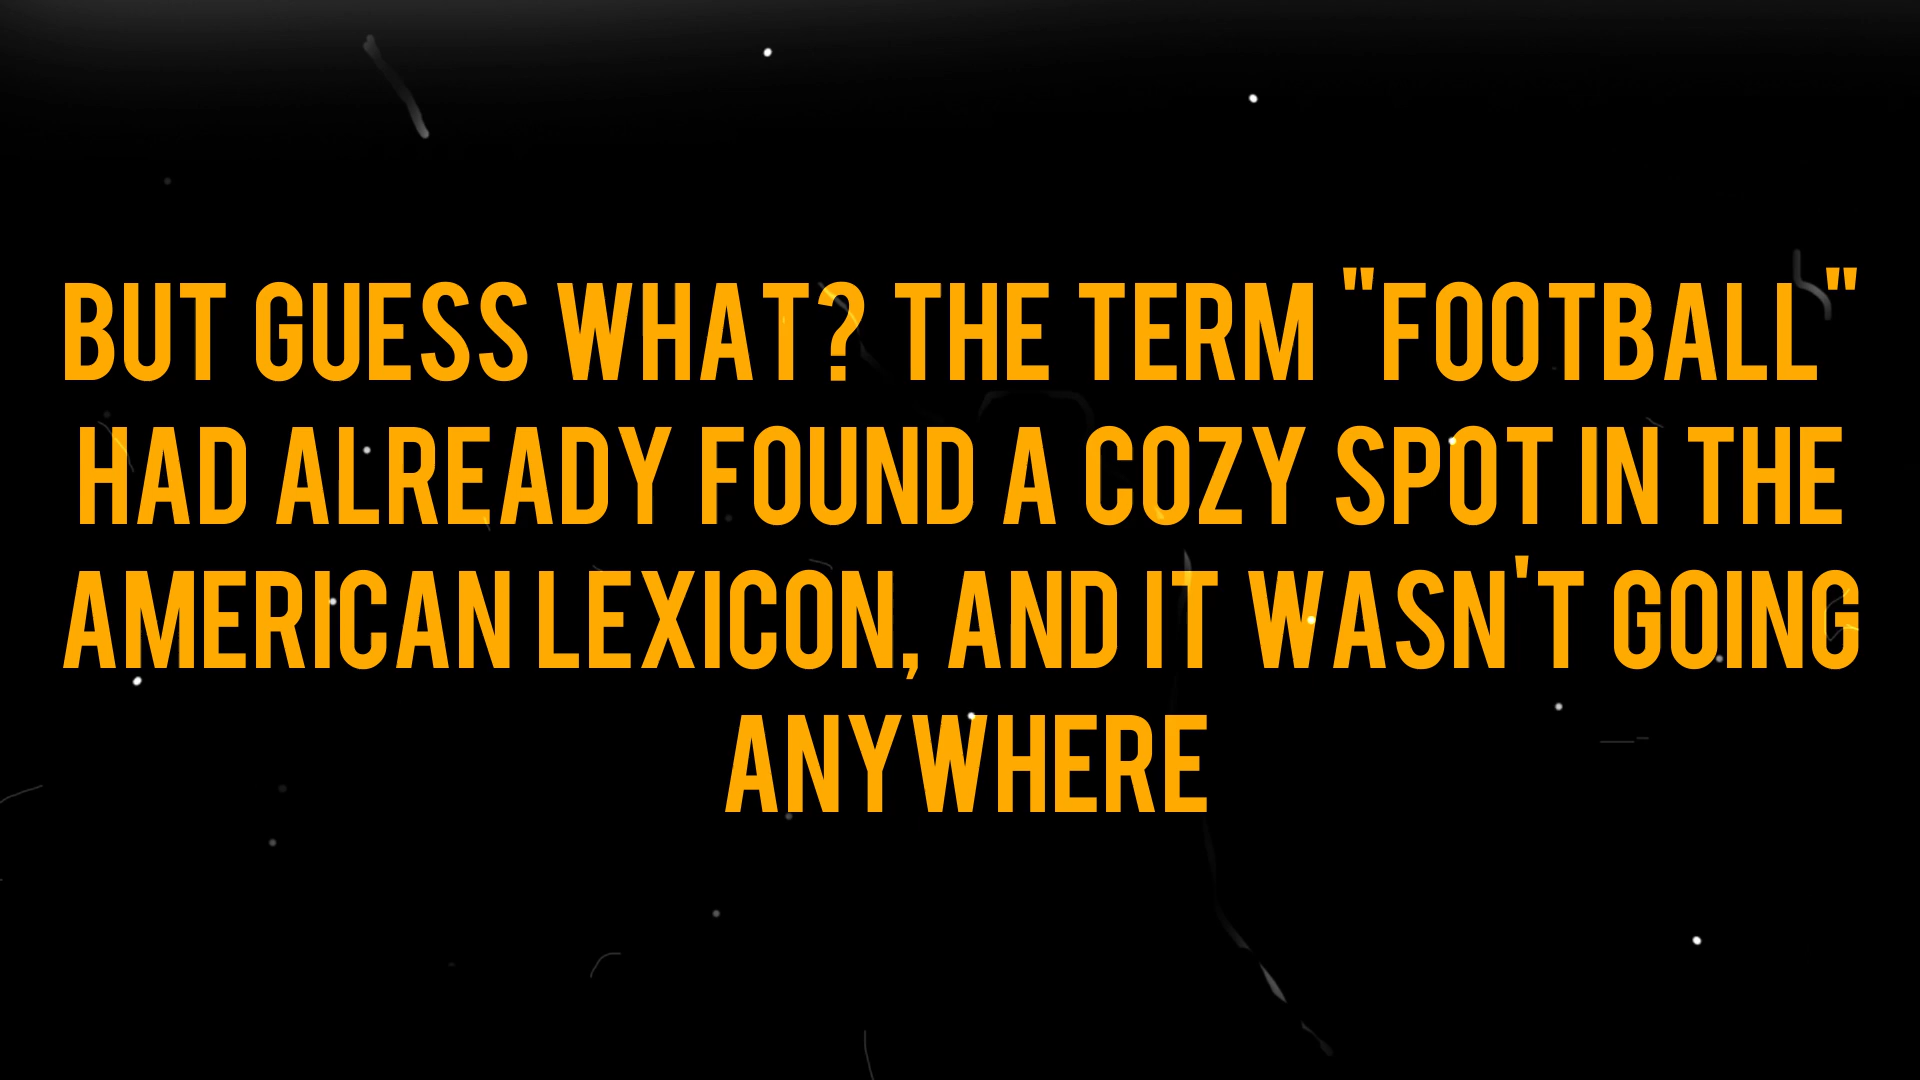 BUT GUESS WHAT? THE TERM "FOOTBALL"
HAD ALREADY FOUND A COZY SPOT IN THE
AMERICAN LEXICON, AND IT WASN'T GOING
ANYWHERE